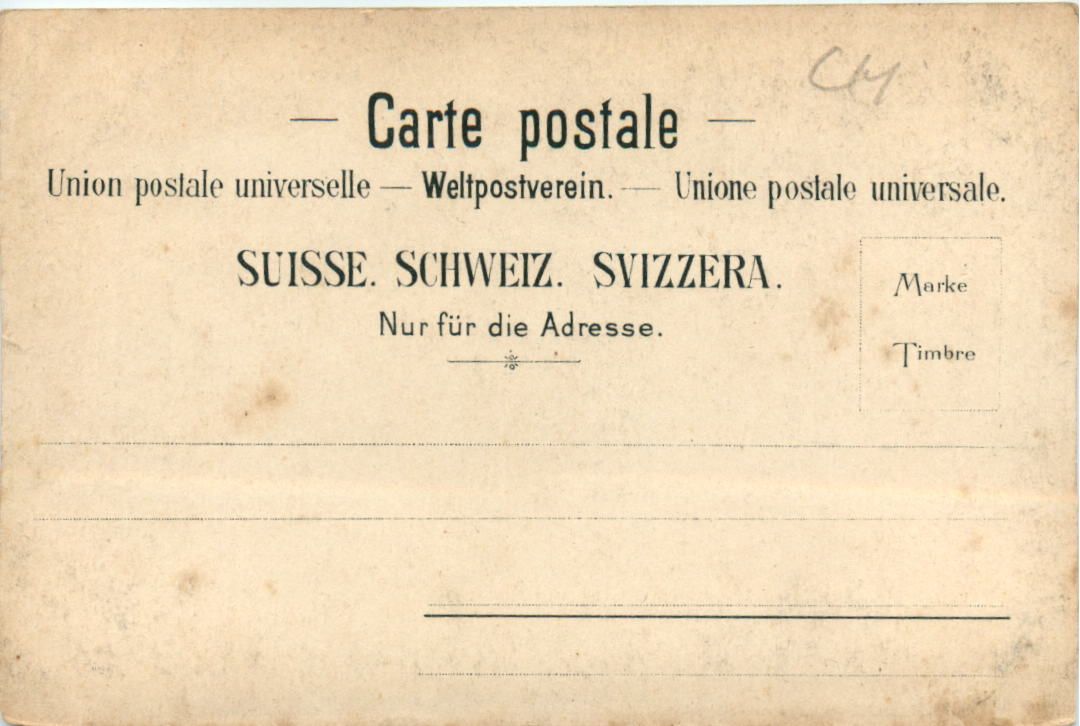 CH
— Carte postale —
Union postale universelle — Weltpostverein. — Unione postale universale.
SUISSE. SCHWEIZ. SVIZZERA.
Nur für die Adresse.
Marke
Timbre